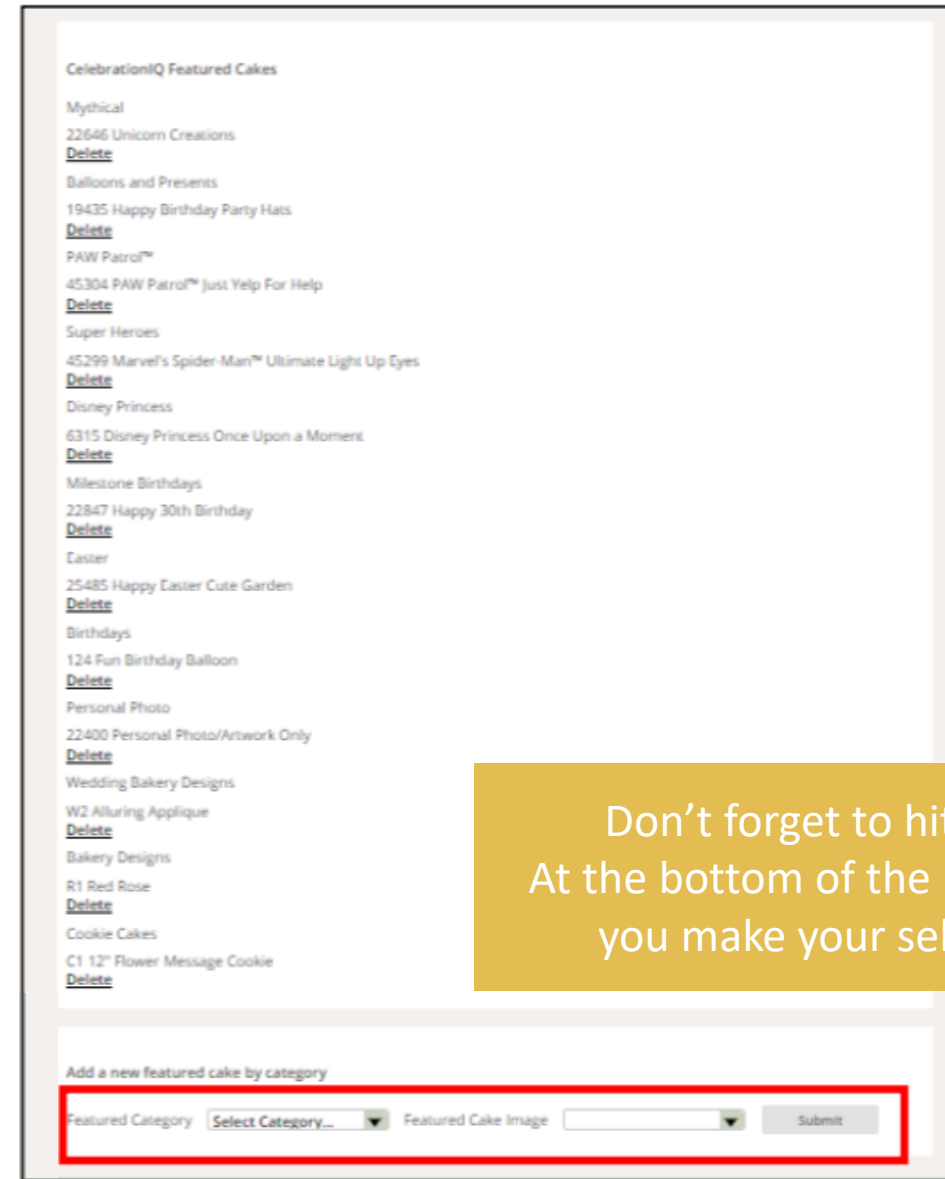 CelebrationIQ Featured Cakes
Mythical
22646 Unicorn Creations
Delete
Balloons and Presents
19435 Happy Birthday Party Hats
Delete
PAW Patrol™
45304 PAW Patrol™ Just Yelp For Help
Delete
Super Heroes
45299 Marvel's Spider-Man™ Ultimate Light Up Eyes
Delete
Disney Princess
6315 Disney Princess Once Upon a Moment
Delete
Milestone Birthdays
22847 Happy 30th Birthday
Delete
Easter
25485 Happy Easter Cute Garden
Delete
Birthdays
124 Fun Birthday Balloon
Delete
Personal Photo
22400 Personal Photo/Artwork Only
Delete
Wedding Bakery Designs
W2 Alluring Applique
Delete
Bakery Designs
R1 Red Rose
Delete
Cookie Cakes
C1 12" Flower Message Cookie
Delete
Don’t forget to hit
At the bottom of the
you make your sel
Add a new featured cake by category
Featured Category Select Category... Featured Cake Image Submit